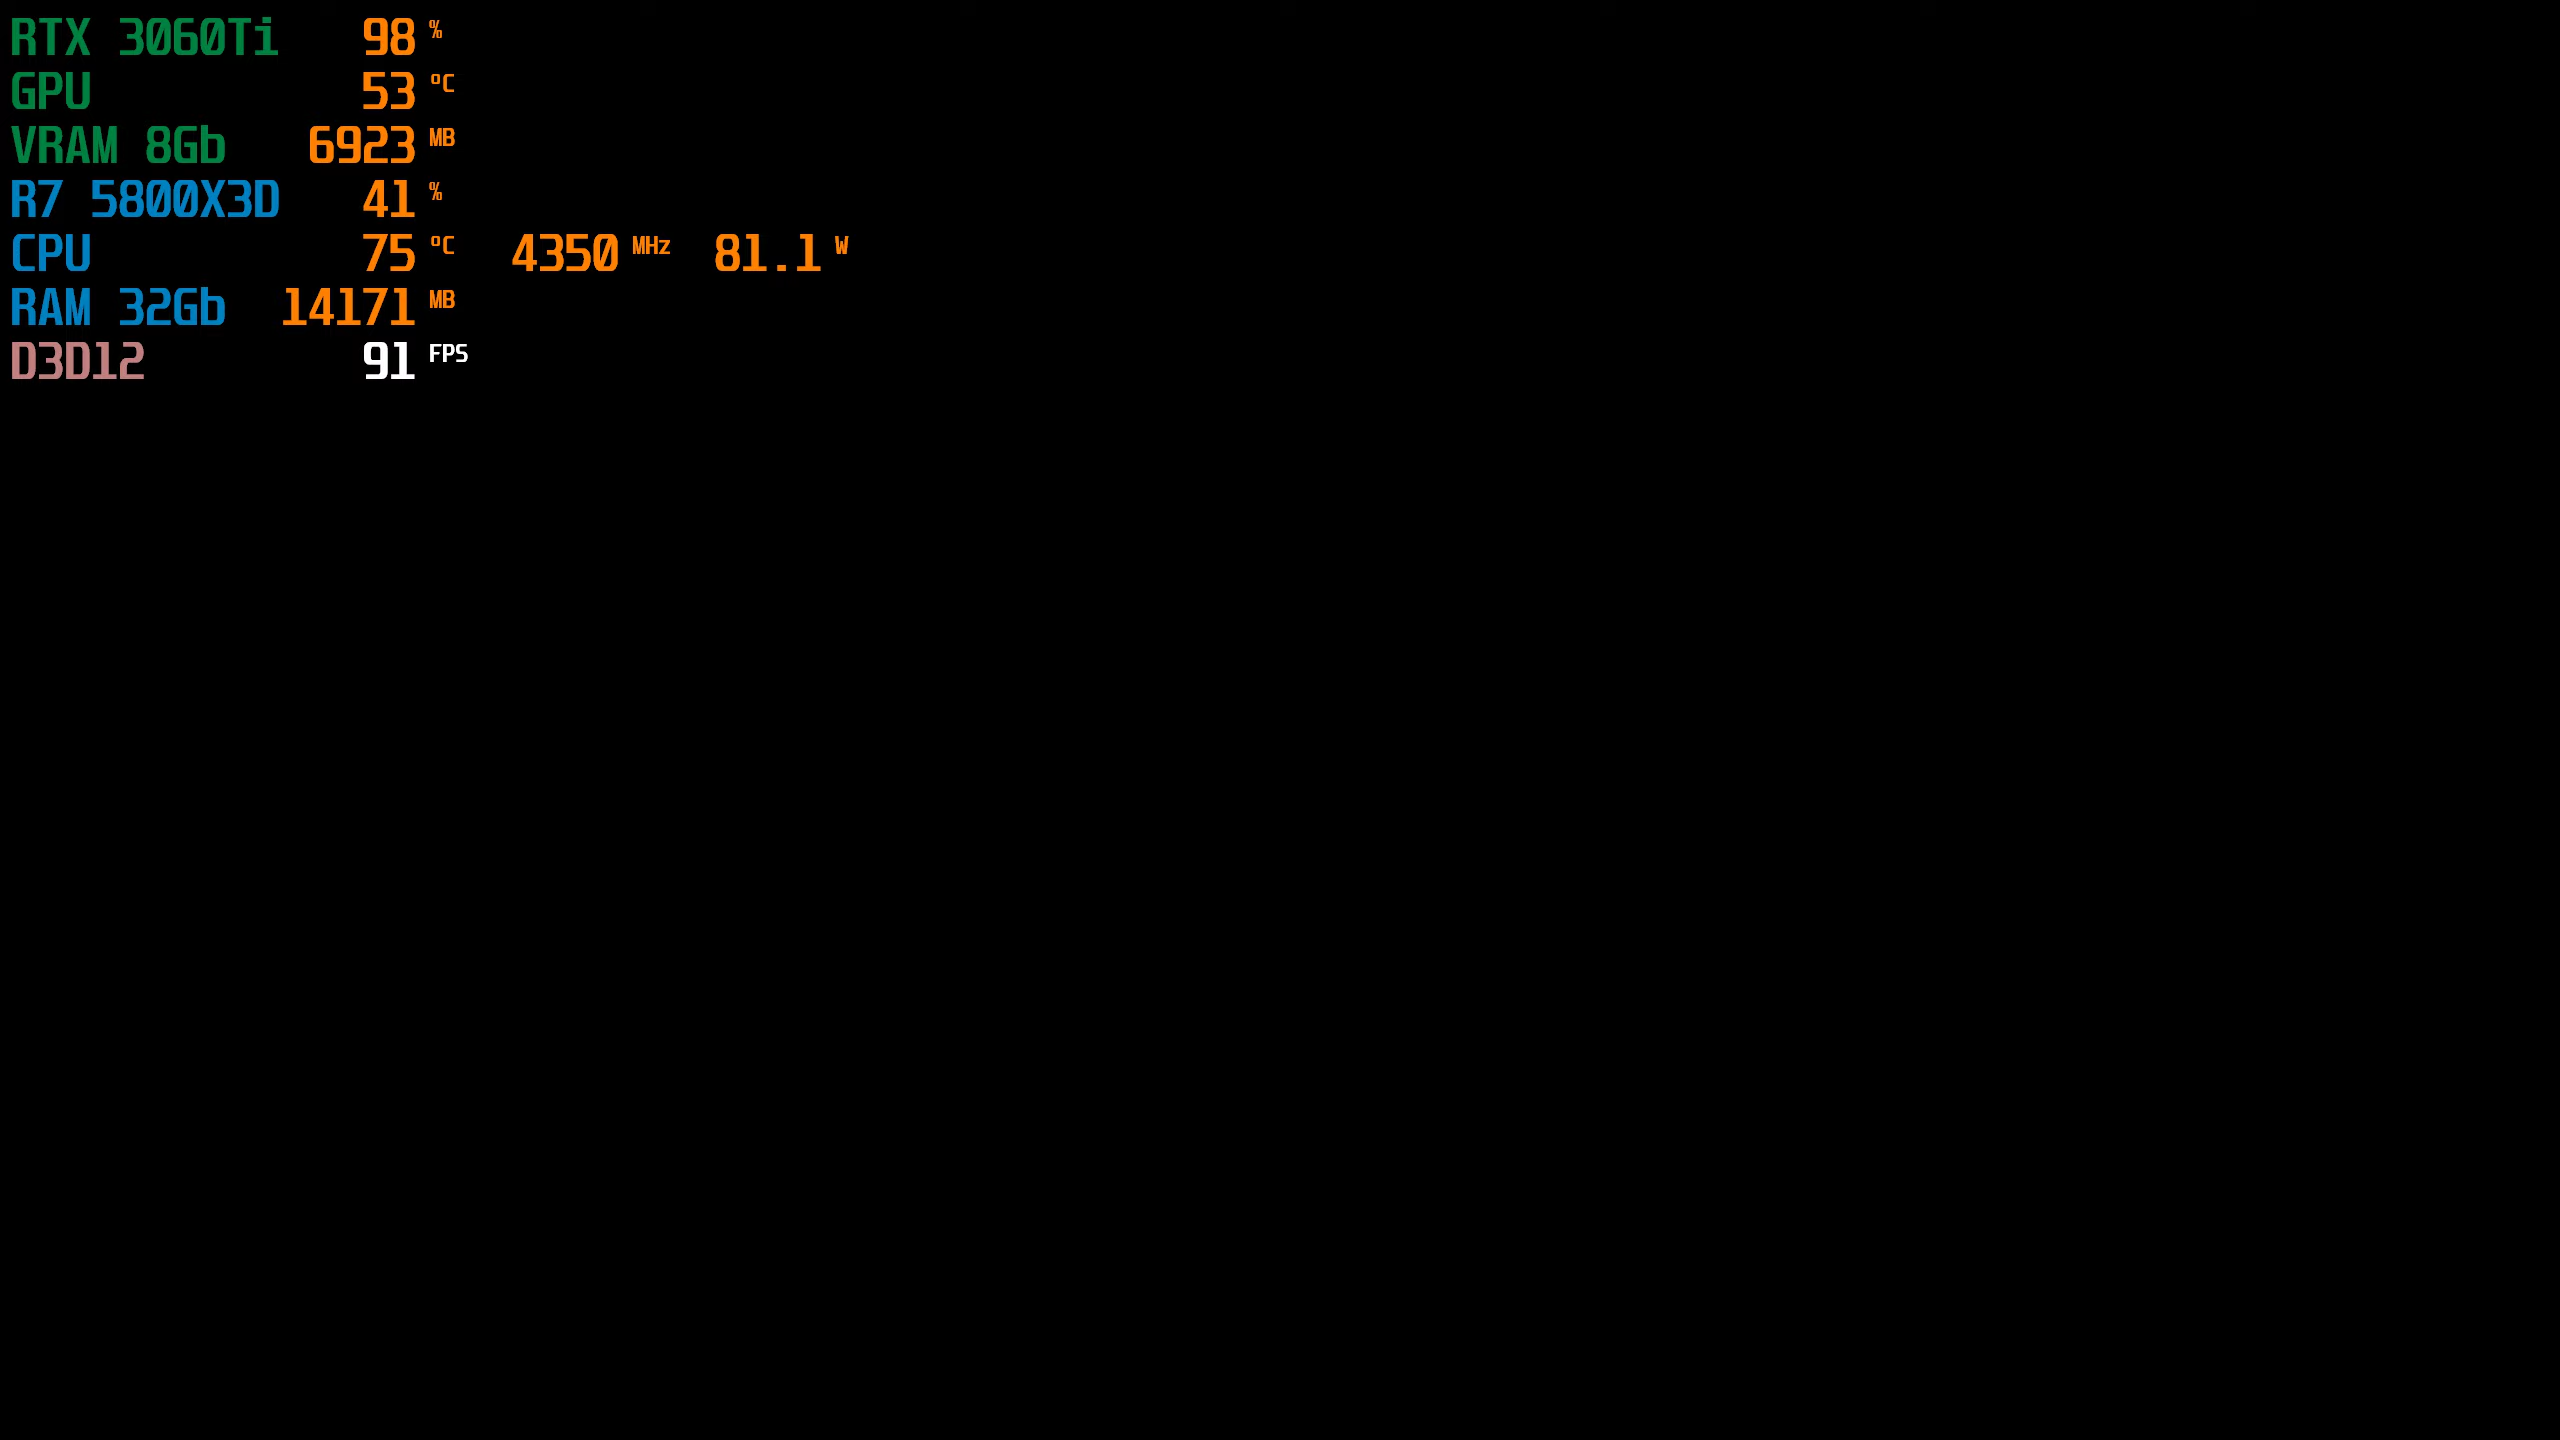 RTX 3060Ti 98 %
GPU 53 °C
VRAM 8Gb 6923 MB
R7 5800X3D 41 %
CPU 75 °C 4350 MHz 81.1 W
RAM 32Gb 14171 MB
D3D12 91 FPS